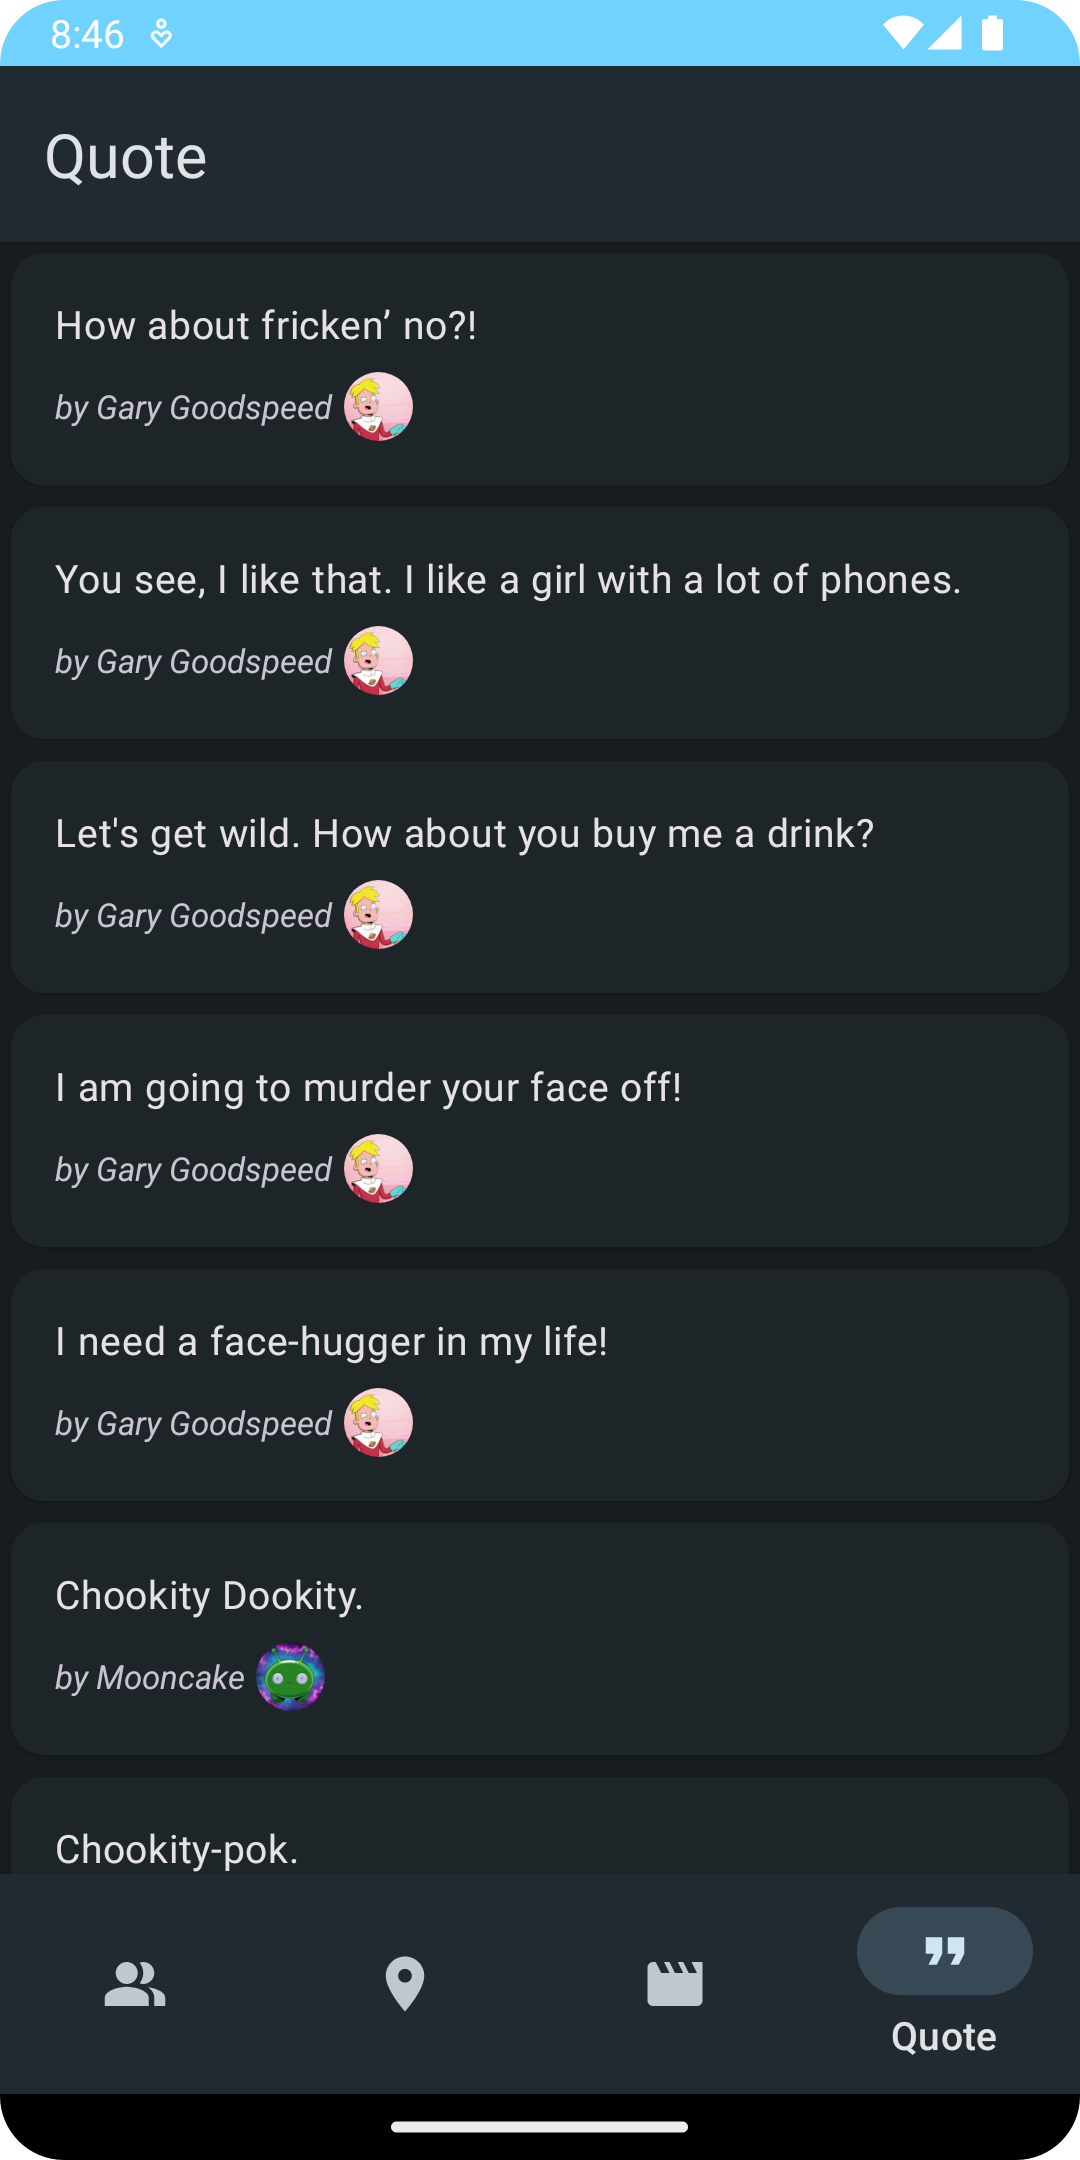 8:46
Quote
How about fricken’ no?!
by Gary Goodspeed
You see, I like that. I like a girl with a lot of phones.
by Gary Goodspeed
Let's get wild. How about you buy me a drink?
by Gary Goodspeed
I am going to murder your face off!
by Gary Goodspeed
I need a face-hugger in my life!
by Gary Goodspeed
Chookity Dookity.
by Mooncake
Chookity-pok.
Quote